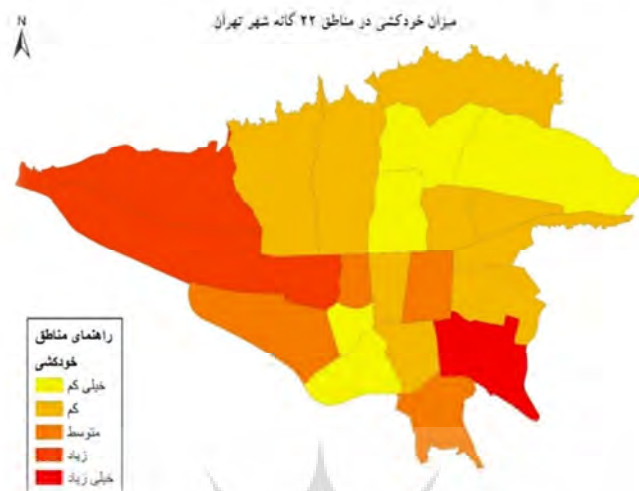 میزان خودکشی در مناطق ۲۲ گانه شهر تهران
N
راهنمای مناطق
خودکشی
خیلی کم
کم
متوسط
زیاد
خیلی زیاد